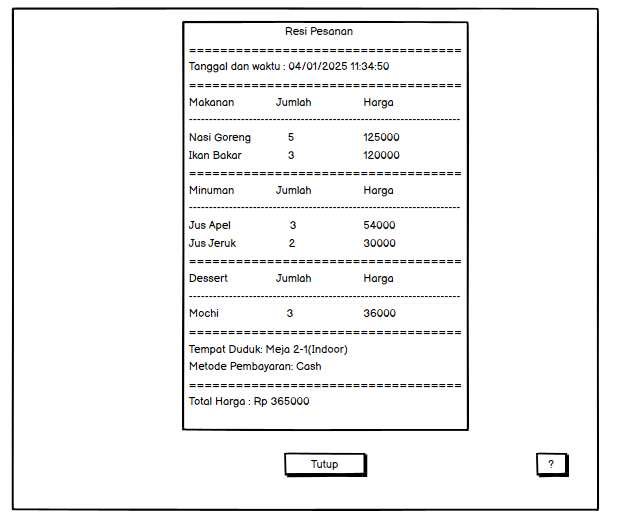 Resi Pesanan
===================================
Tanggal dan waktu : 04/01/2025 11:34:50
===================================
Makanan Jumlah Harga
----------------------------------------------------------------------
Nasi Goreng 5 125000
Ikan Bakar 3 120000
===================================
Minuman Jumlah Harga
----------------------------------------------------------------------
Jus Apel 3 54000
Jus Jeruk 2 30000
===================================
Dessert Jumlah Harga
----------------------------------------------------------------------
Mochi 3 36000
===================================
Tempat Duduk: Meja 2-1(Indoor)
Metode Pembayaran: Cash
===================================
Total Harga : Rp 365000
Tutup
?